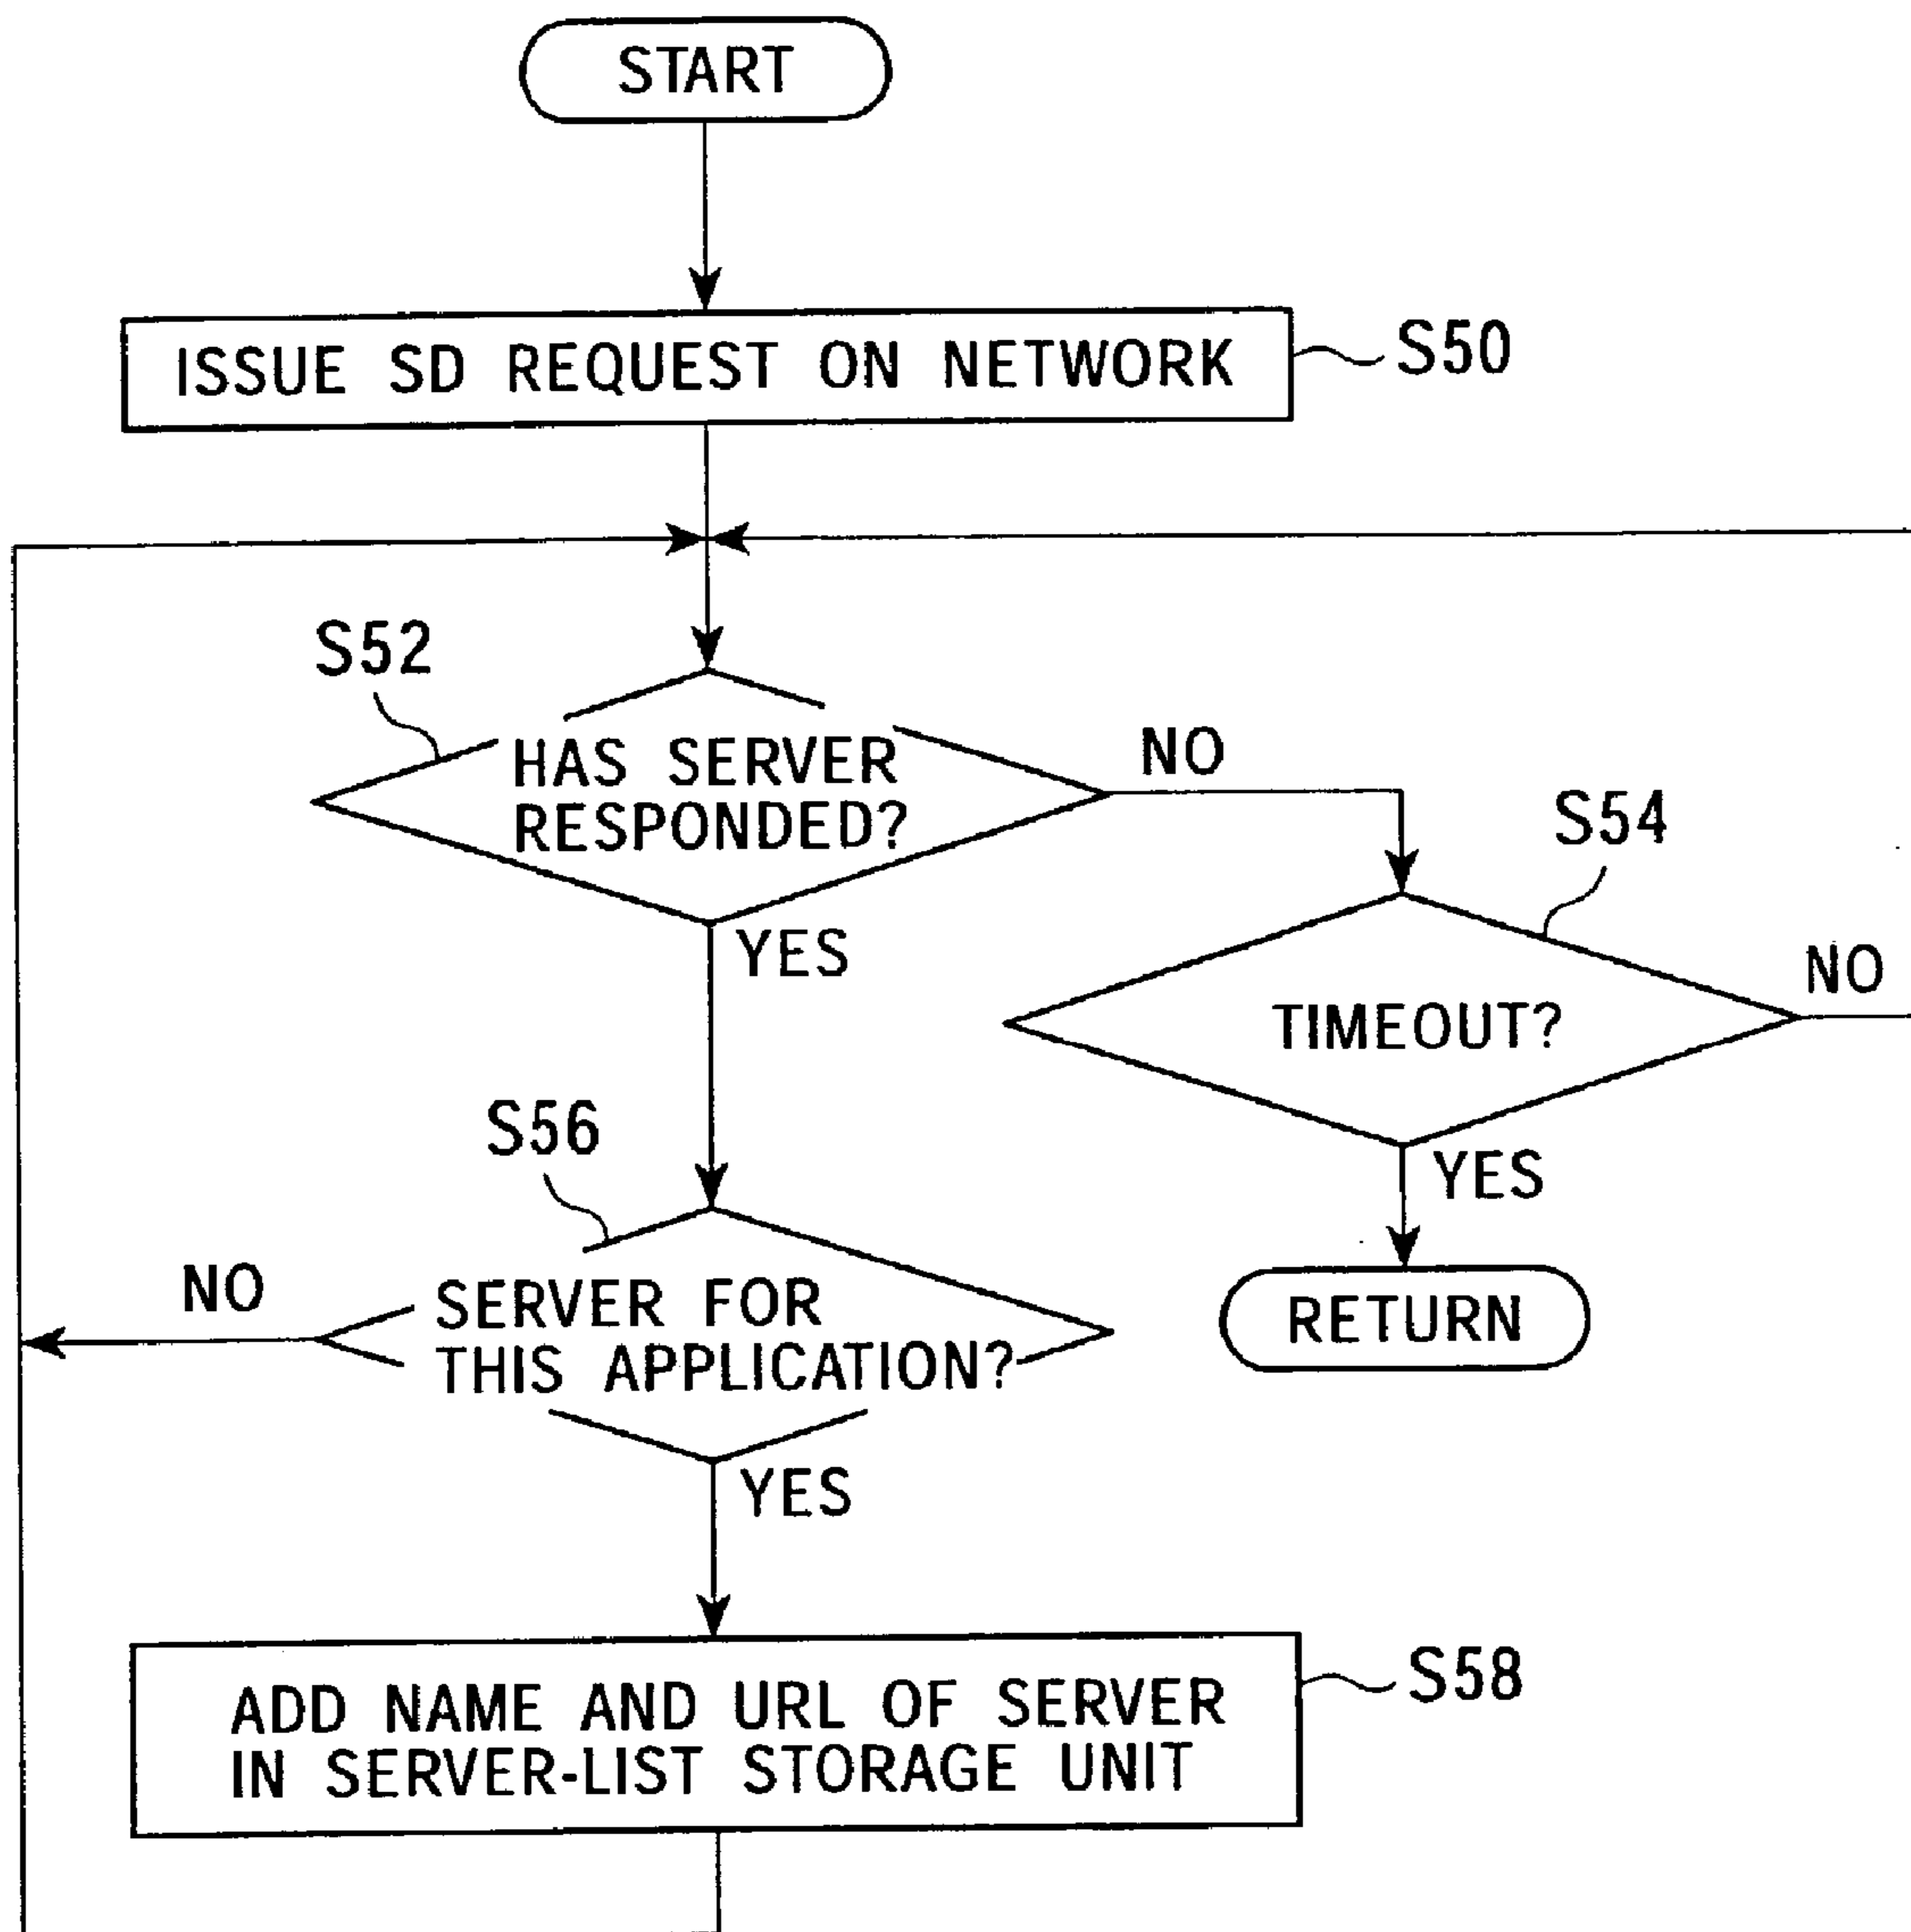 START
ISSUE SD REQUEST ON NETWORK
S50
S52
HAS SERVER
RESPONDED?
NO
YES
S54
TIMEOUT?
NO
YES
RETURN
S56
SERVER FOR
THIS APPLICATION?
NO
YES
ADD NAME AND URL OF SERVER
IN SERVER-LIST STORAGE UNIT
S58